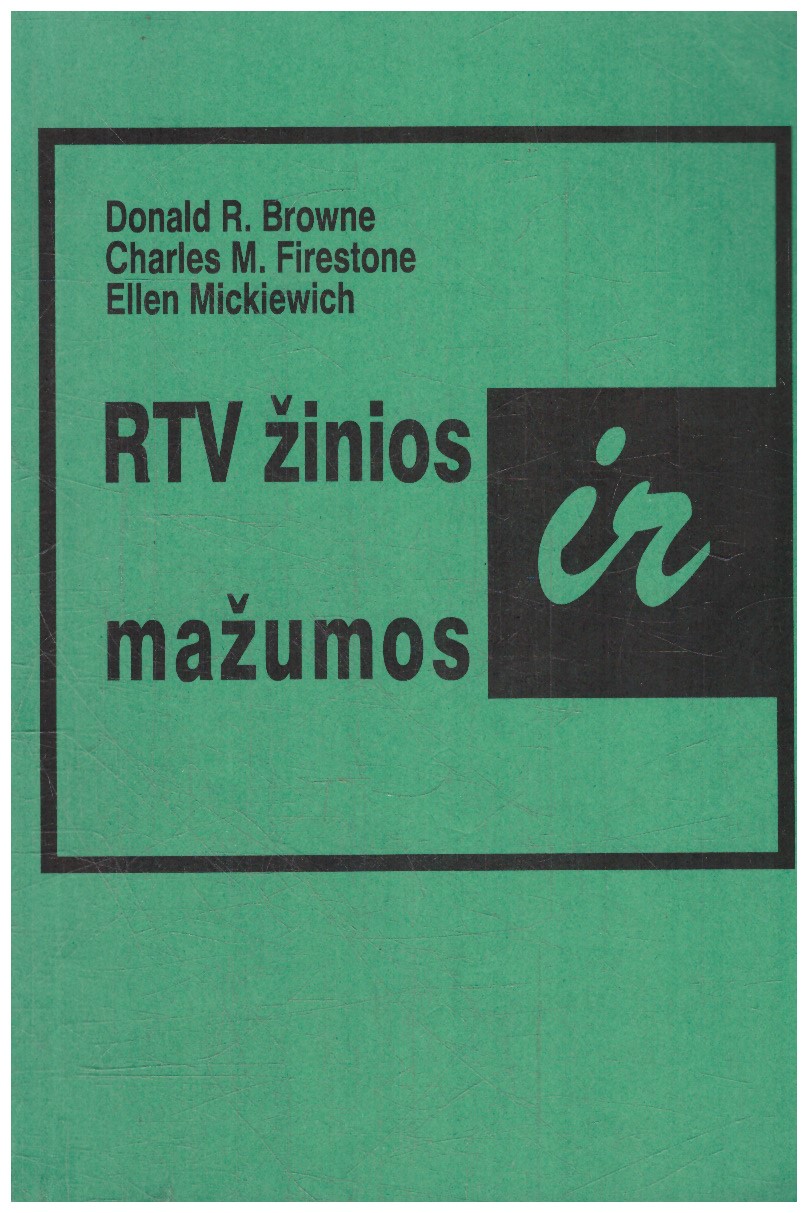 Donald R. Browne
Charles M. Firestone
Ellen Mickiewich
RTV žinios
ir
mažumos